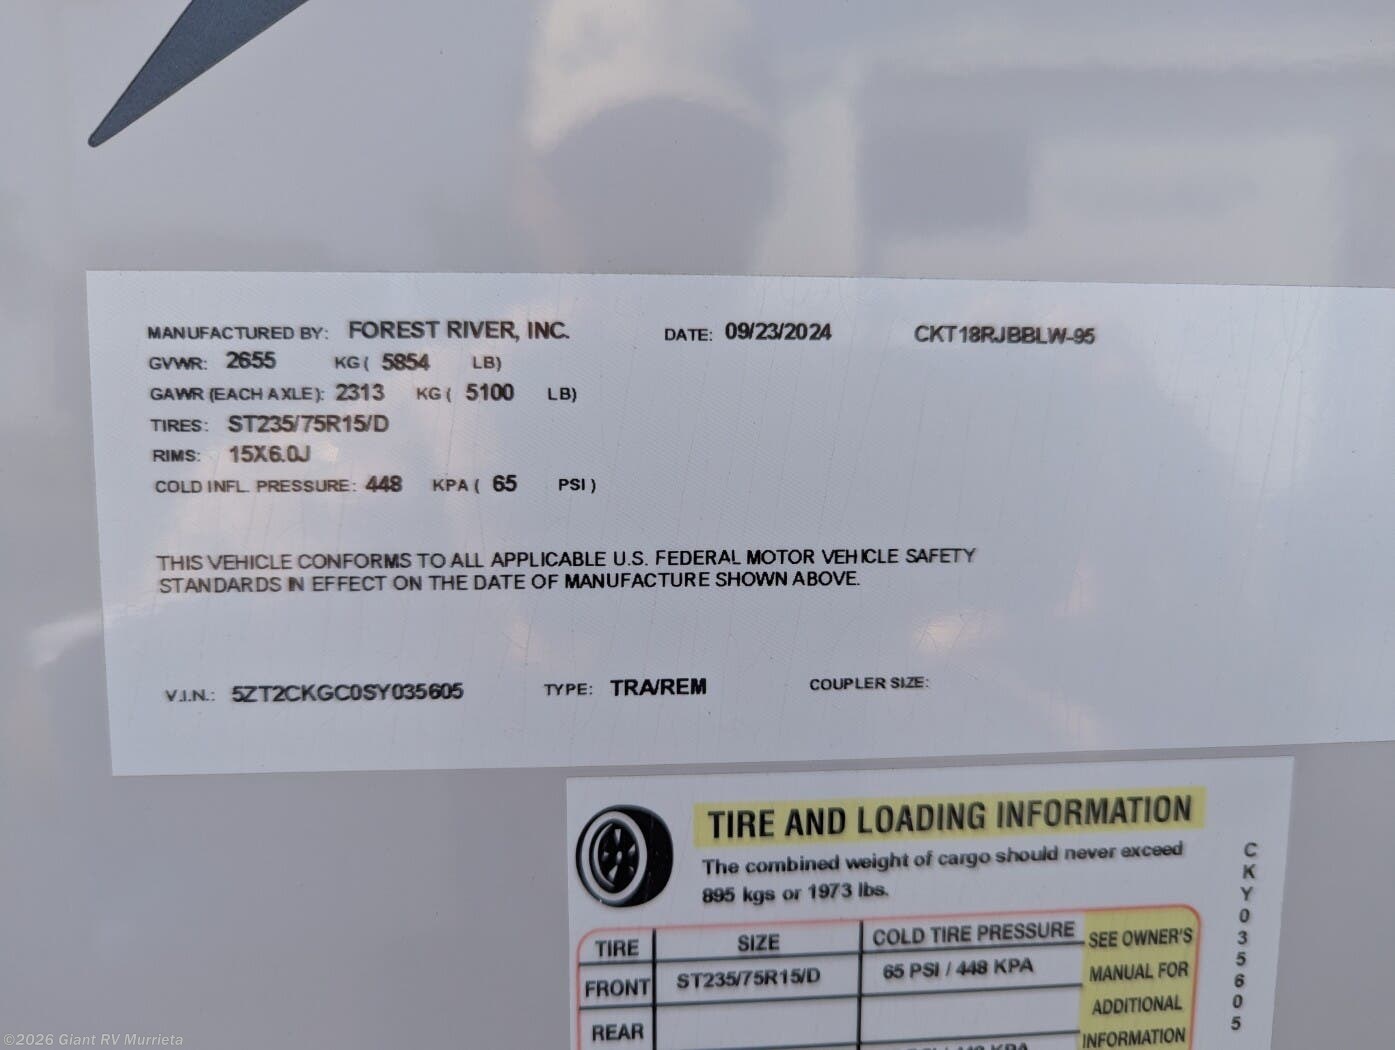 MANUFACTURED BY: FOREST RIVER, INC. DATE: 09/23/2024 CKT18RJBBLW-95
GVWR: 2655 KG ( 5854 LB)
GAWR (EACH AXLE): 2313 KG ( 5100 LB)
TIRES: ST235/75R15/D
RIMS: 15X6.0J
COLD INFL. PRESSURE: 448 KPA ( 65 PSI )
THIS VEHICLE CONFORMS TO ALL APPLICABLE U.S. FEDERAL MOTOR VEHICLE SAFETY
STANDARDS IN EFFECT ON THE DATE OF MANUFACTURE SHOWN ABOVE.
V.I.N.: 5ZT2CKGC0SY035605 TYPE: TRA/REM COUPLER SIZE:
TIRE AND LOADING INFORMATION
The combined weight of cargo should never exceed
895 kgs or 1973 lbs.
TIRE SIZE COLD TIRE PRESSURE SEE OWNER'S
FRONT ST235/75R15/D 65 PSI / 448 KPA MANUAL FOR
ADDITIONAL
REAR INFORMATION
CKY035605
©2026 Giant RV Murrieta